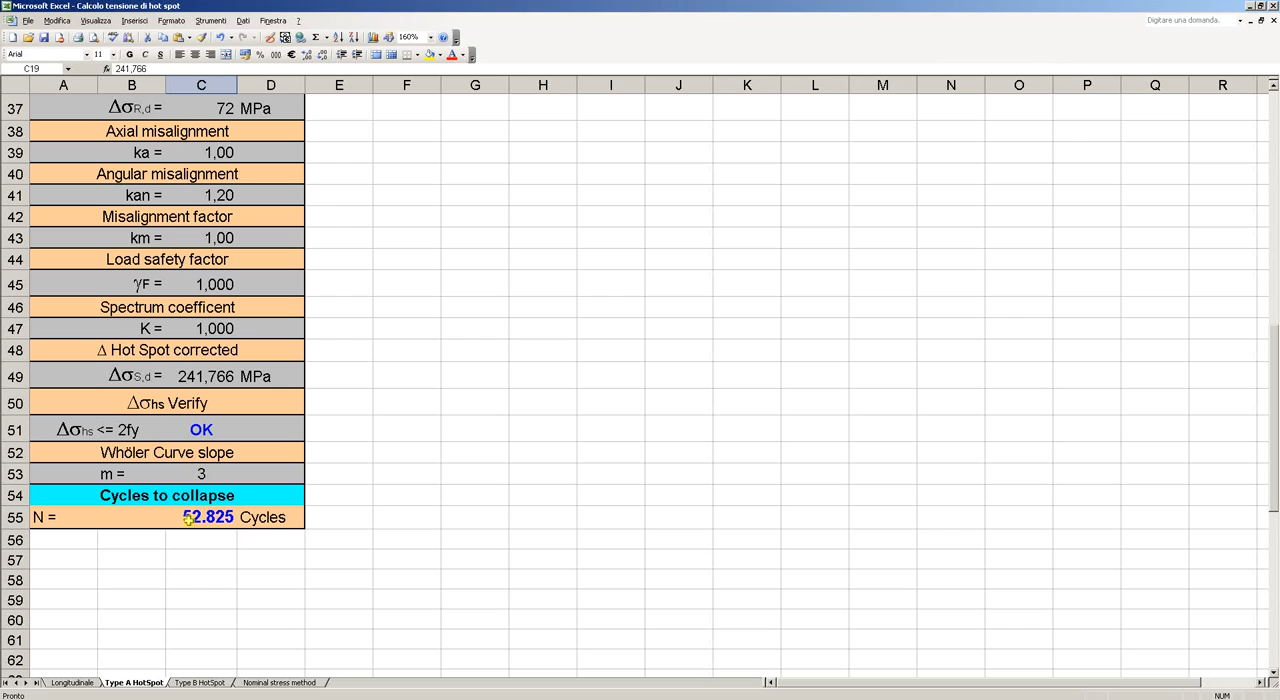 Microsoft Excel - Calcolo tensione di hot spot
File Modifica Visualizza Inserisci Formato Strumenti Dati Finestra ? Digitare una domanda.
160%
Arial 11 G C S % 000 €
C19 fx 241,766
A B C D E F G H I J K L M N O P Q R
37 ΔσR,d = 72 MPa
38 Axial misalignment
39 ka = 1,00
40 Angular misalignment
41 kan = 1,20
42 Misalignment factor
43 km = 1,00
44 Load safety factor
45 γF = 1,000
46 Spectrum coefficent
47 K = 1,000
48 Δ Hot Spot corrected
49 ΔσS,d = 241,766 MPa
50 Δσhs Verify
51 Δσhs <= 2fy OK
52 Whöler Curve slope
53 m = 3
54 Cycles to collapse
55 N = 52.825 Cycles
56
57
58
59
60
61
62
Longitudinale Type A HotSpot Type B HotSpot Nominal stress method
Pronto NUM